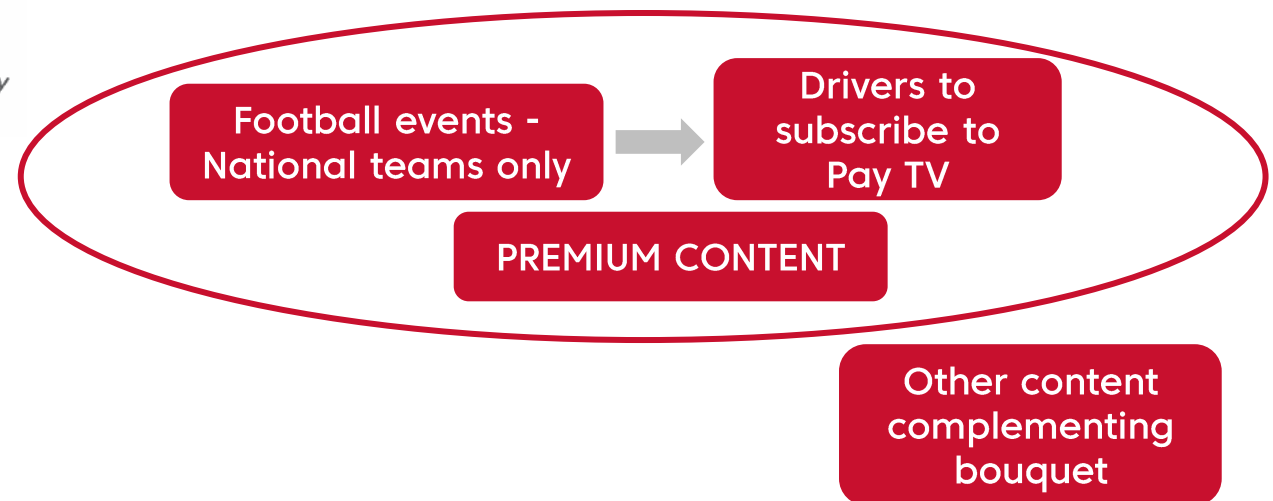 Football events -
National teams only
Drivers to
subscribe to
Pay TV
PREMIUM CONTENT
Other content
complementing
bouquet